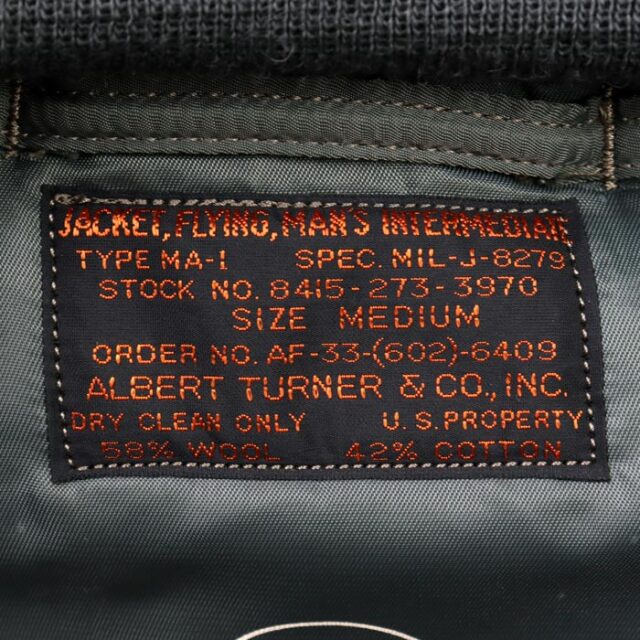 JACKET, FLYING, MAN'S INTERMEDIATE
TYPE MA-1 SPEC. MIL-J-8279
STOCK NO. 8415-273-3970
SIZE MEDIUM
ORDER NO. AF-33-(602)-6409
ALBERT TURNER & CO., INC.
DRY CLEAN ONLY U.S. PROPERTY
58% WOOL 42% COTTON